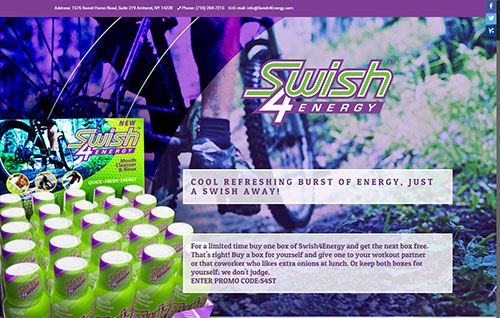 Address: 1576 Sweet Home Road, Suite 219 Amherst, NY 14228 Phone: (716) 204-7215 E-mail: info@Swish4Energy.com
Swish™
4 ENERGY
NEW
Swish
4 ENERGY
Mouth
Cleanser
& Rinse
QUICK-FRESH-ENERGY
COOL REFRESHING BURST OF ENERGY, JUST
A SWISH AWAY!
For a limited time buy one box of Swish4Energy and get the next box free.
That's right! Buy a box for yourself and give one to your workout partner
or that coworker who likes extra onions at lunch. Or keep both boxes for
yourself; we don't judge.
ENTER PROMO CODE:S4ST